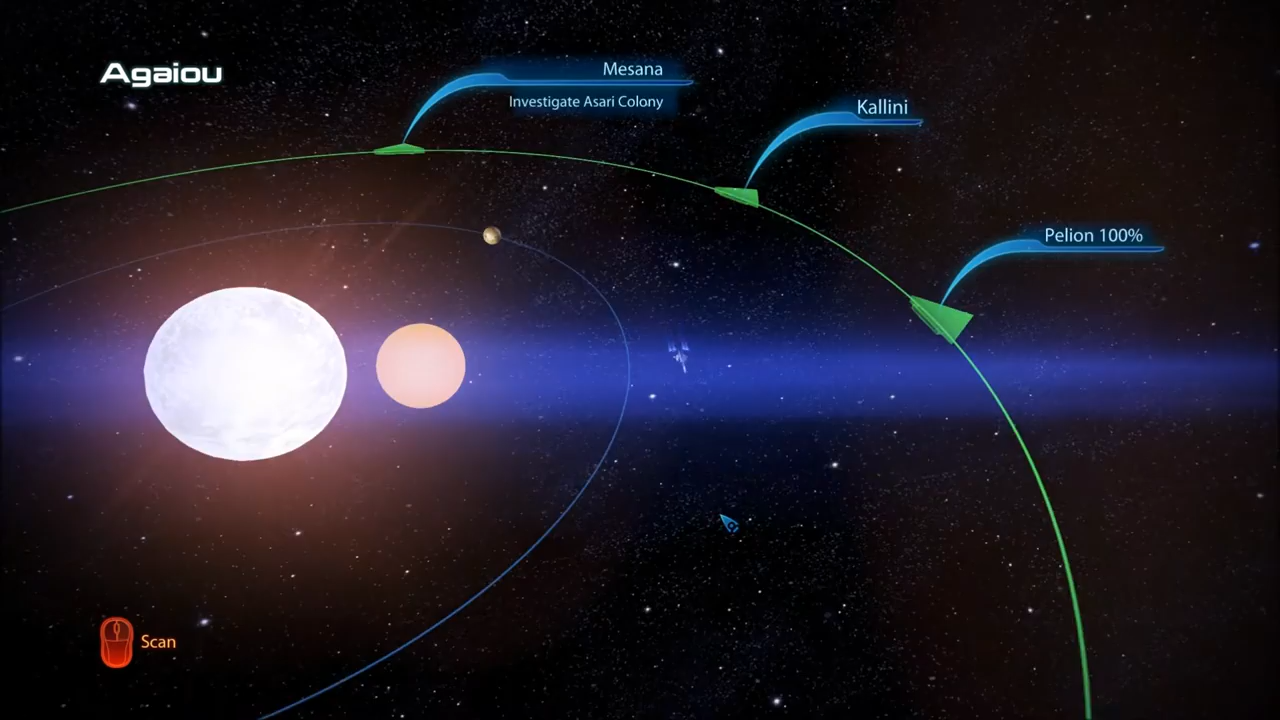 Agaiou
Mesana
Investigate Asari Colony
Kallini
Pelion 100%
Scan